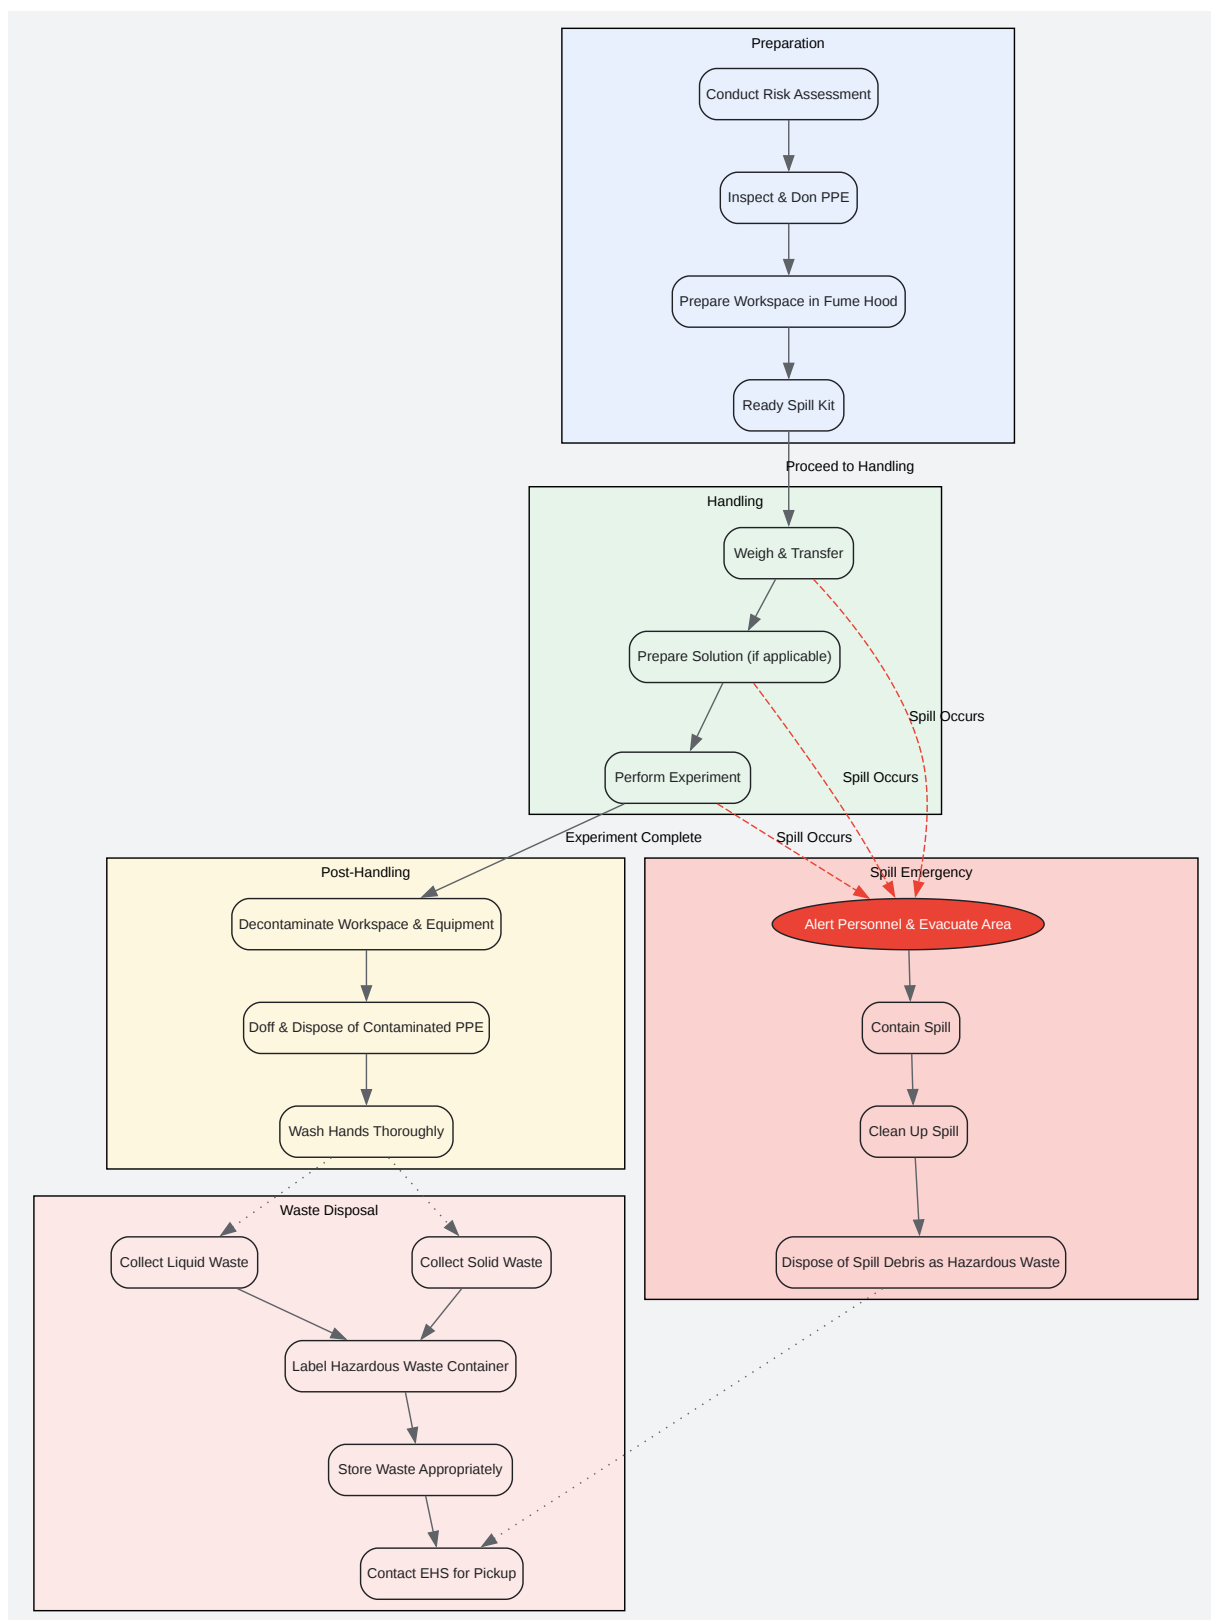 Preparation
Conduct Risk Assessment
Inspect & Don PPE
Prepare Workspace in Fume Hood
Ready Spill Kit
Proceed to Handling
Handling
Weigh & Transfer
Prepare Solution (if applicable)
Spill Occurs
Perform Experiment
Spill Occurs
Experiment Complete
Spill Occurs
Post-Handling
Decontaminate Workspace & Equipment
Doff & Dispose of Contaminated PPE
Wash Hands Thoroughly
Spill Emergency
Alert Personnel & Evacuate Area
Contain Spill
Clean Up Spill
Dispose of Spill Debris as Hazardous Waste
Waste Disposal
Collect Liquid Waste
Collect Solid Waste
Label Hazardous Waste Container
Store Waste Appropriately
Contact EHS for Pickup